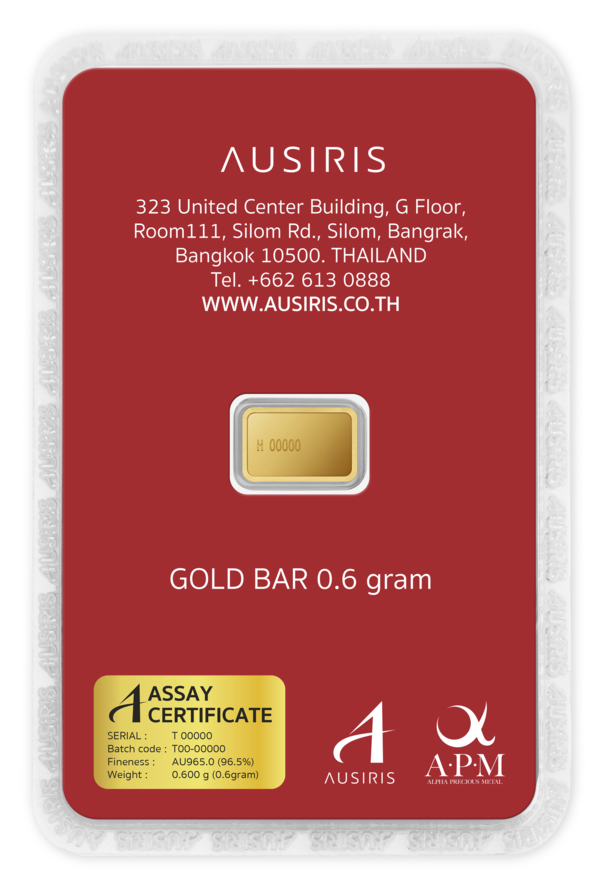 AUSIRIS
323 United Center Building, G Floor,
Room111, Silom Rd., Silom, Bangrak,
Bangkok 10500. THAILAND
Tel. +662 613 0888
WWW.AUSIRIS.CO.TH
M 00000
GOLD BAR 0.6 gram
ASSAY
CERTIFICATE
SERIAL : T 00000
Batch code : T00-00000
Fineness : AU965.0 (96.5%)
Weight : 0.600 g (0.6gram)
AUSIRIS
A·P·M
ALPHA PRECIOUS METAL